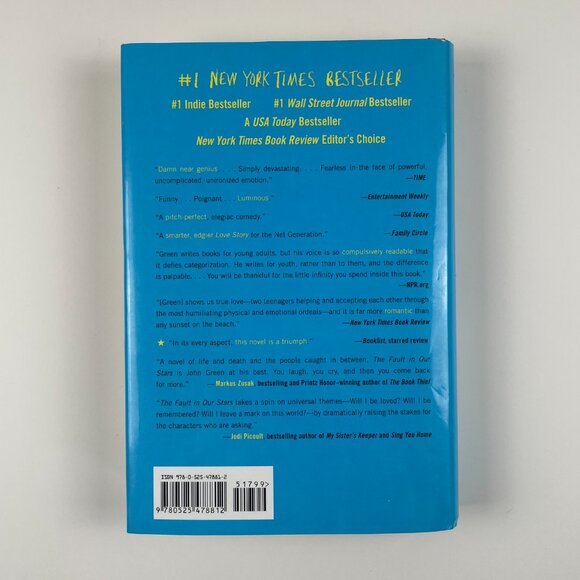 #1 NEW YORK TIMES BESTSELLER
#1 Indie Bestseller #1 Wall Street Journal Bestseller
A USA Today Bestseller
New York Times Book Review Editor's Choice
"Damn near genius . . . Simply devastating. . . . Fearless in the face of powerful,
uncomplicated, unironized emotion."
—TIME
"Funny . . . Poignant . . . Luminous."
—Entertainment Weekly
"A pitch-perfect, elegiac comedy."
—USA Today
"A smarter, edgier Love Story for the Net Generation."
—Family Circle
"Green writes books for young adults, but his voice is so compulsively readable that
it defies categorization. He writes for youth, rather than to them, and the difference
is palpable. . . . You will be thankful for the little infinity you spend inside this book."
—NPR.org
"[Green] shows us true love—two teenagers helping and accepting each other through
the most humiliating physical and emotional ordeals—and it is far more romantic than
any sunset on the beach."
—New York Times Book Review
"In its every aspect, this novel is a triumph."
—Booklist, starred review
"A novel of life and death and the people caught in between, The Fault in Our
Stars is John Green at his best. You laugh, you cry, and then you come back
for more."
—Markus Zusak, bestselling and Printz Honor–winning author of The Book Thief
"The Fault in Our Stars takes a spin on universal themes—Will I be loved? Will I be
remembered? Will I leave a mark on this world?—by dramatically raising the stakes for
the characters who are asking."
—Jodi Picoult, bestselling author of My Sister's Keeper and Sing You Home
ISBN 978-0-525-47881-2
51799>
9 780525 478812